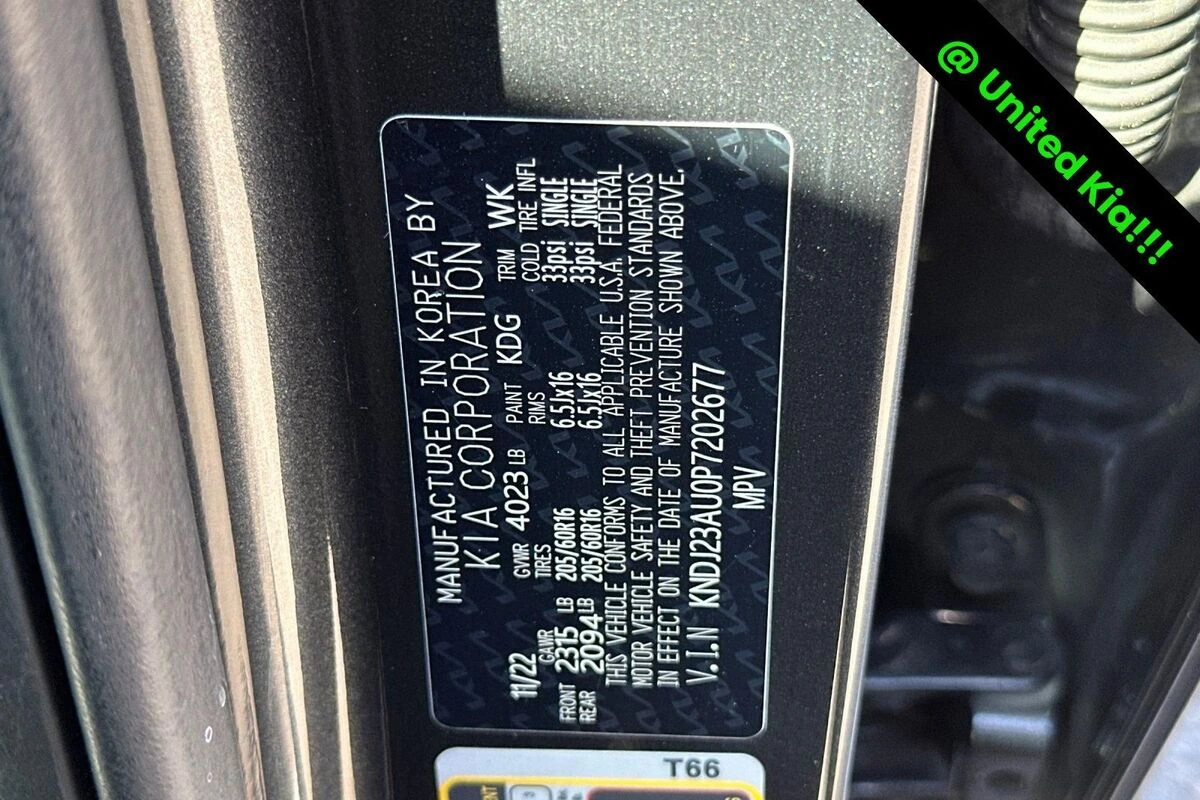 MANUFACTURED IN KOREA BY
KIA CORPORATION
11/22 GVWR 4023 LB PAINT KDG TRIM WK
GAWR TIRES RIMS COLD TIRE INFL
FRONT 2315 LB 205/60R16 6.5Jx16 33psi SINGLE
REAR 2094LB 205/60R16 6.5Jx16 33psi SINGLE
THIS VEHICLE CONFORMS TO ALL APPLICABLE U.S.A. FEDERAL
MOTOR VEHICLE SAFETY AND THEFT PREVENTION STANDARDS
IN EFFECT ON THE DATE OF MANUFACTURE SHOWN ABOVE.
V.I.N KNDJ23AU0P7202677
MPV
T66
@ United Kia!!!